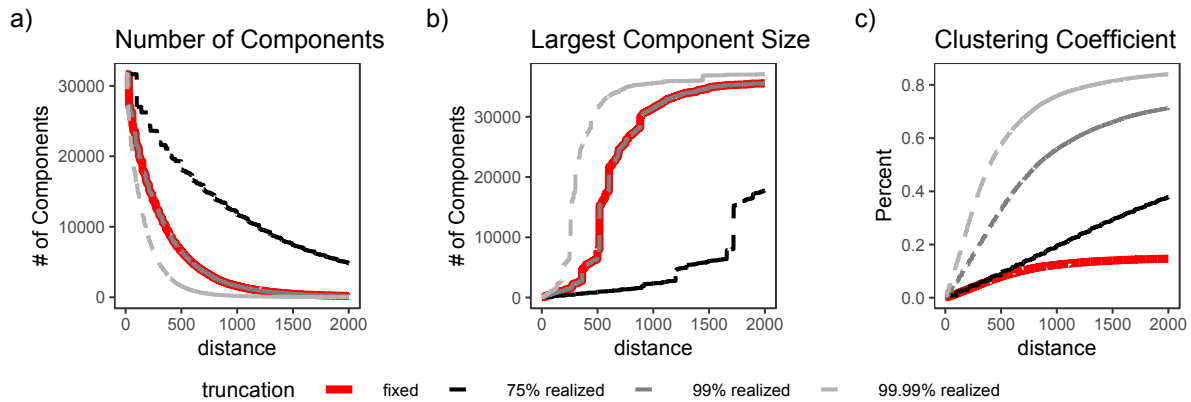 a)
Number of Components
# of Components
30000
20000
10000
0
0 500 1000 1500 2000
distance
b)
Largest Component Size
# of Components
30000
20000
10000
0
0 500 1000 1500 2000
distance
c)
Clustering Coefficient
Percent
0.8
0.6
0.4
0.2
0.0
0 500 1000 1500 2000
distance
truncation fixed 75% realized 99% realized 99.99% realized